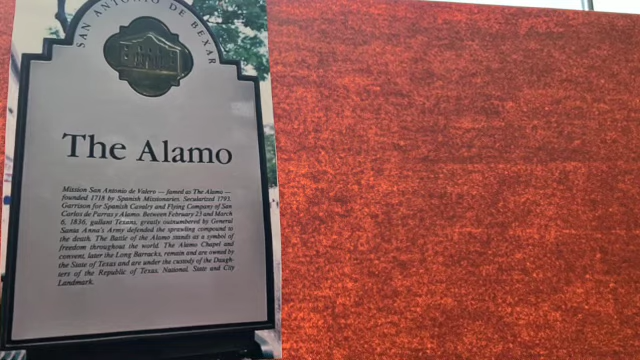 SAN ANTONIO DE BEXAR
The Alamo
Mission San Antonio de Valero — famed as The Alamo —
founded 1718 by Spanish Missionaries. Secularized 1793.
Garrison for Spanish Cavalry and Flying Company of San
Carlos de Parras y Alamo. Between February 23 and March
6, 1836, gallant Texans, greatly outnumbered by General
Santa Anna's Army defended the sprawling compound to
the death. The Battle of the Alamo stands as a symbol of
freedom throughout the world. The Alamo Chapel and
convent, later the Long Barracks, remain and are owned by
the State of Texas and are under the custody of the Daugh-
ters of the Republic of Texas. National, State and City
Landmark.